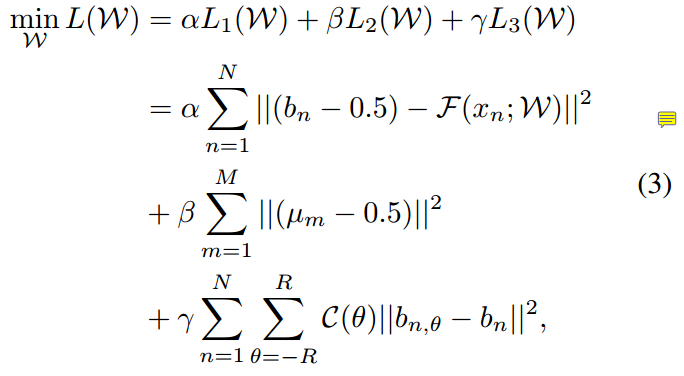 min_𝒲 L(𝒲) = αL₁(𝒲) + βL₂(𝒲) + γL₃(𝒲)
= α ∑_{n=1}^{N} ||(b_n − 0.5) − ℱ(x_n; 𝒲)||²
+ β ∑_{m=1}^{M} ||(μ_m − 0.5)||²
(3)
+ γ ∑_{n=1}^{N} ∑_{θ=−R}^{R} 𝒞(θ)||b_{n,θ} − b_n||²,